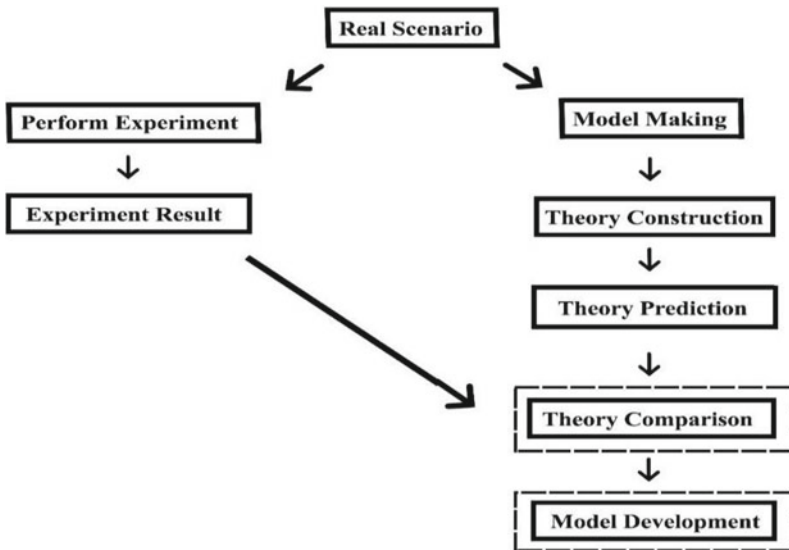 Real Scenario
Perform Experiment
Model Making
Experiment Result
Theory Construction
Theory Prediction
Theory Comparison
Model Development